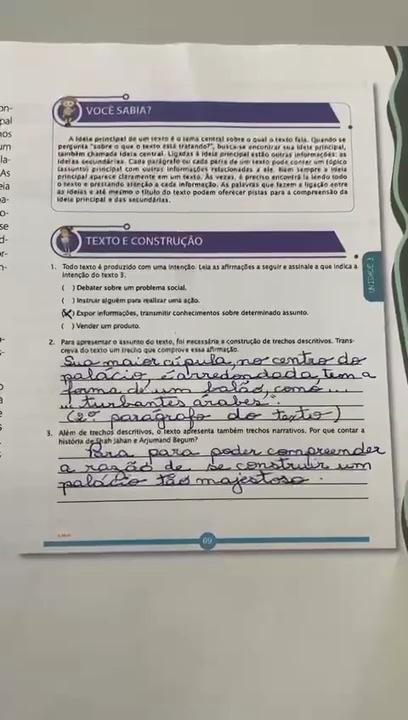 VOCÊ SABIA?
A ideia principal de um texto é o tema central sobre o qual o texto fala. Quando se
pergunta "sobre o que o texto está tratando?", busca-se encontrar sua ideia principal,
também chamada ideia central. Ligadas à ideia principal estão outras informações: as
ideias secundárias. Cada parágrafo ou cada parte de um texto pode conter um tópico
(assunto) principal com outras informações relacionadas a ele. Nem sempre a ideia
principal aparece claramente em um texto. Às vezes, é preciso encontrá-la lendo todo
o texto e prestando atenção a cada informação. As palavras que fazem a ligação entre
as ideias e até mesmo o título do texto podem oferecer pistas para a compreensão da
ideia principal e das secundárias.
TEXTO E CONSTRUÇÃO
UNIDADE 3
1. Todo texto é produzido com uma intenção. Leia as afirmações a seguir e assinale a que indica a
intenção do texto 3.
( ) Debater sobre um problema social.
( ) Instruir alguém para realizar uma ação.
(X) Expor informações, transmitir conhecimentos sobre determinado assunto.
( ) Vender um produto.
2. Para apresentar o assunto do texto, foi necessária a construção de trechos descritivos. Trans-
creva do texto um trecho que comprove essa afirmação.
Sua maior cúpula, no centro do
palácio é arredondada, tem a
forma de um balão, como...
... turbantes árabes".
(2º parágrafo do texto)
3. Além de trechos descritivos, o texto apresenta também trechos narrativos. Por que contar a
história de Shah Jahan e Arjumand Begum?
Para para poder compreender
a razão de se construir um
palácio tão majestoso.
69